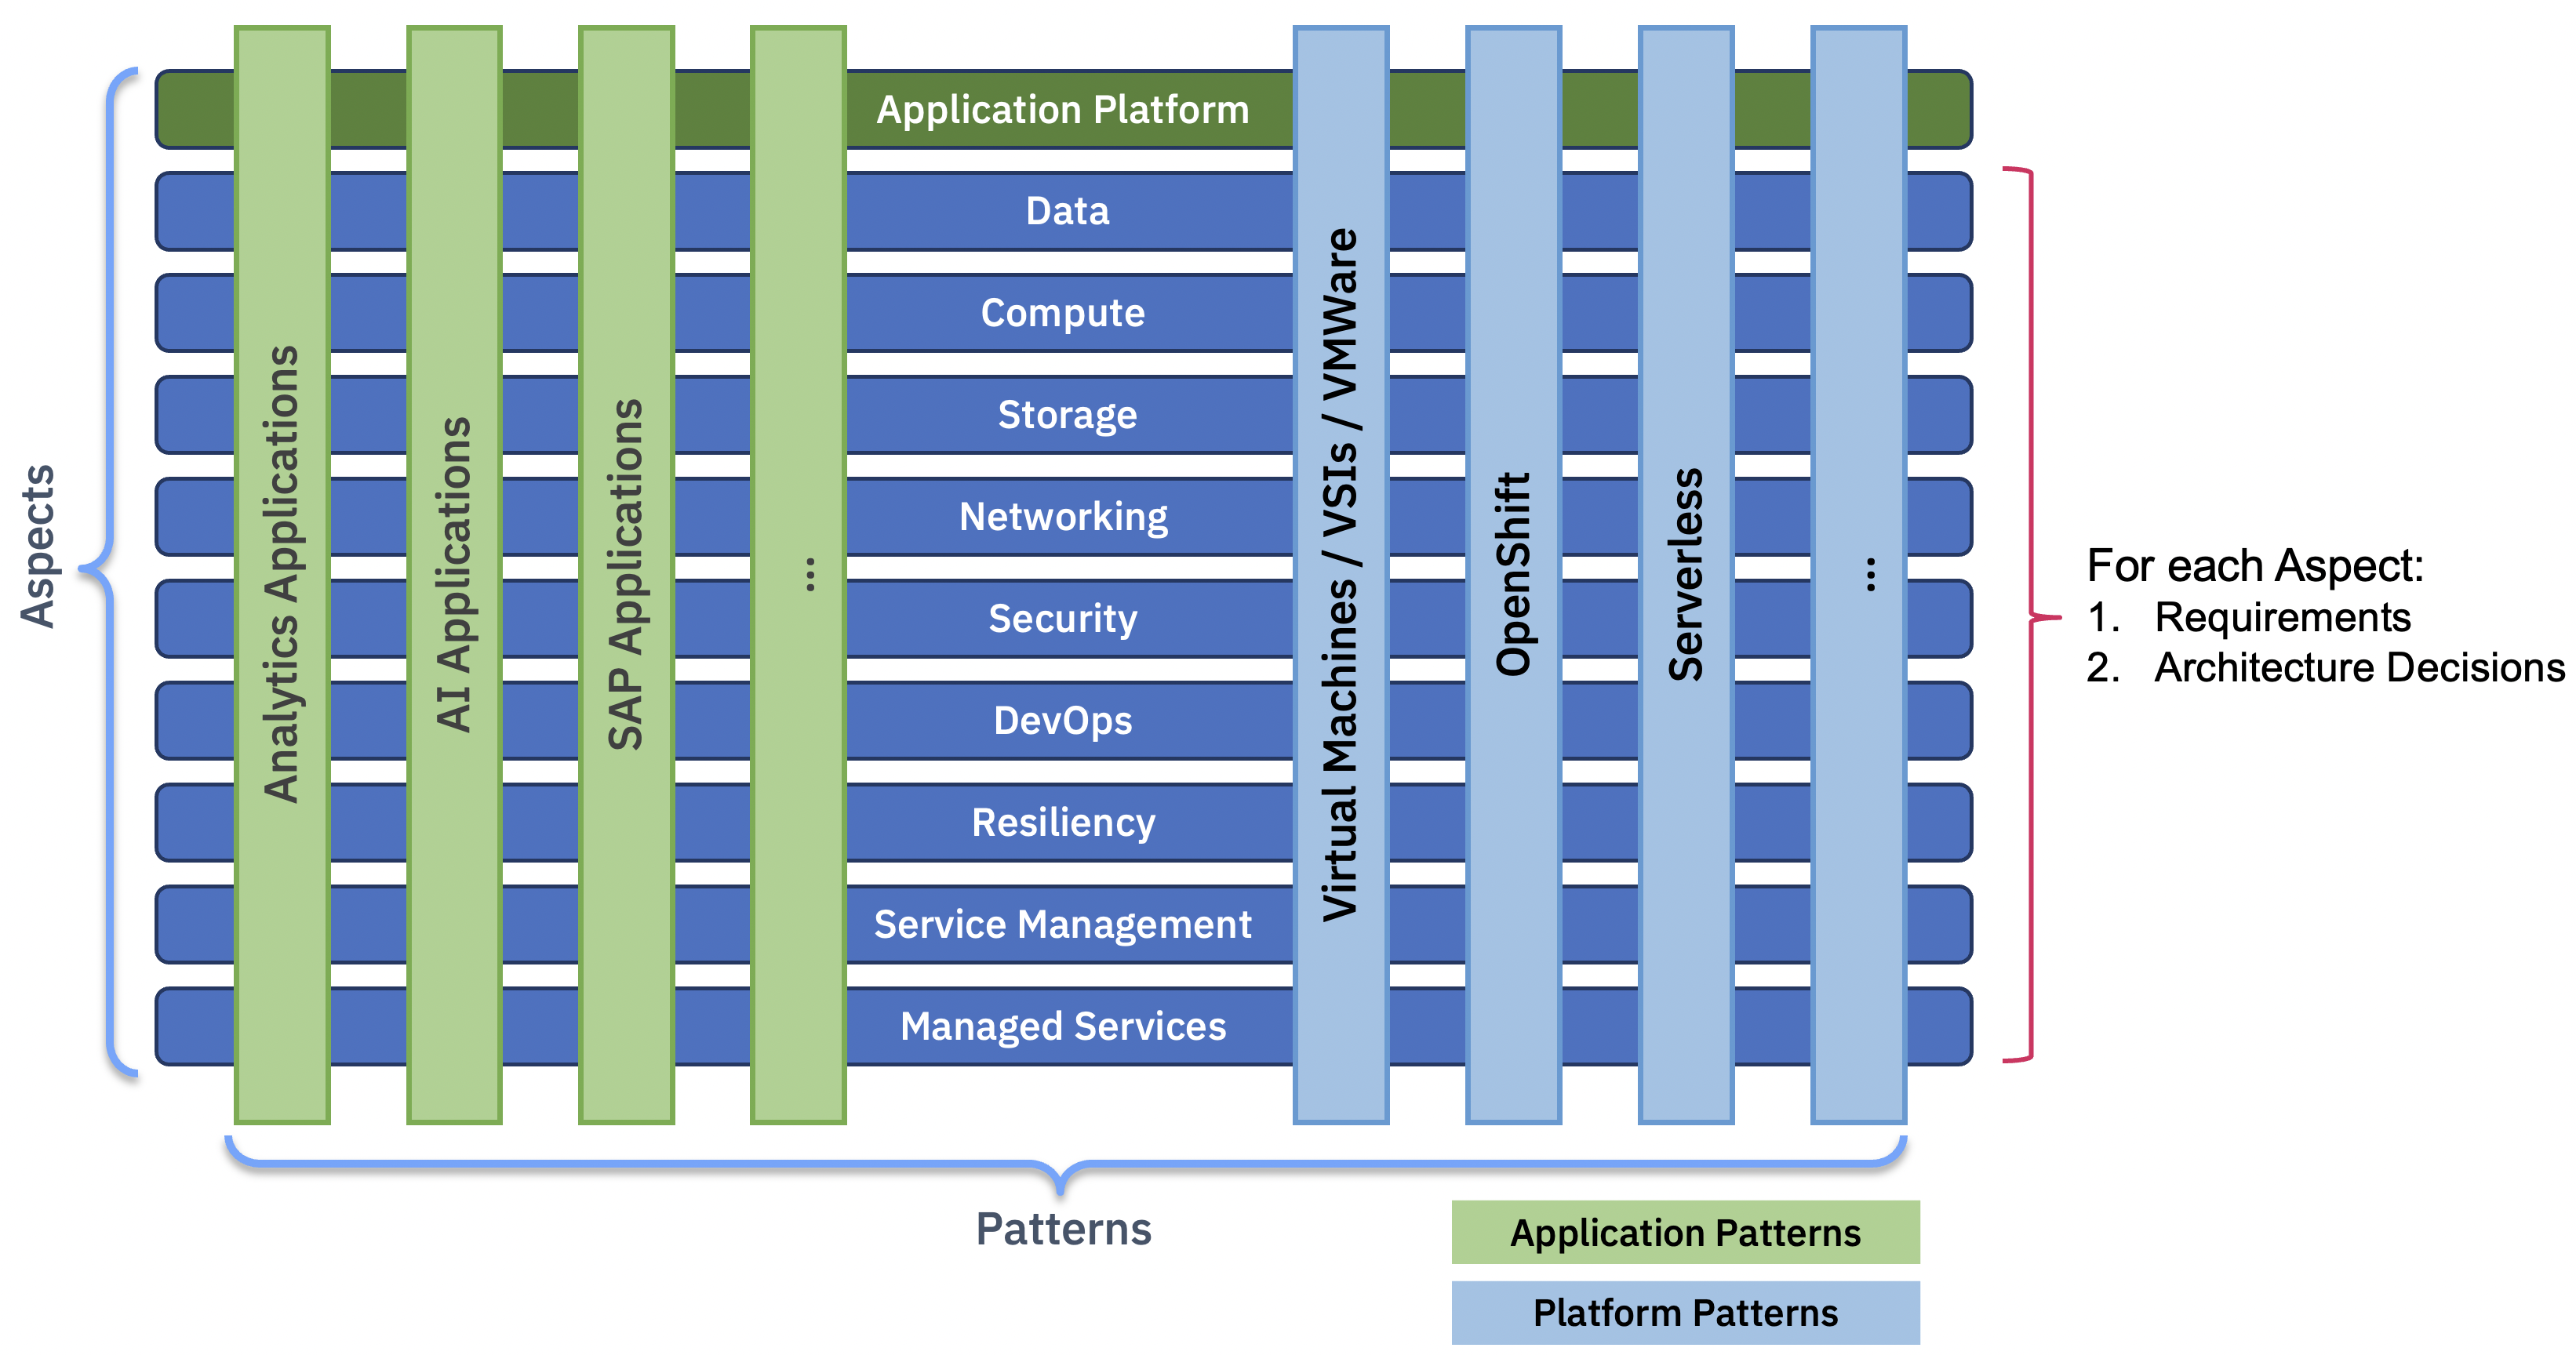 Aspects
Analytics Applications
AI Applications
SAP Applications
...
Application Platform
Data
Compute
Storage
Networking
Security
DevOps
Resiliency
Service Management
Managed Services
Virtual Machines / VSIs / VMWare
OpenShift
Serverless
...
For each Aspect:
1. Requirements
2. Architecture Decisions
Patterns
Application Patterns
Platform Patterns